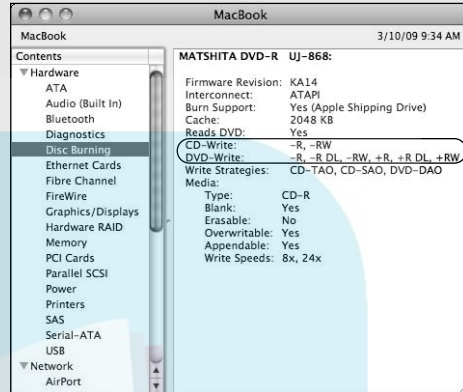 MacBook
MacBook 3/10/09 9:34 AM
Contents
Hardware
ATA
Audio (Built In)
Bluetooth
Diagnostics
Disc Burning
Ethernet Cards
Fibre Channel
FireWire
Graphics/Displays
Hardware RAID
Memory
PCI Cards
Parallel SCSI
Power
Printers
SAS
Serial-ATA
USB
Network
AirPort
MATSHITA DVD-R UJ-868:
Firmware Revision: KA14
Interconnect: ATAPI
Burn Support: Yes (Apple Shipping Drive)
Cache: 2048 KB
Reads DVD: Yes
CD-Write: -R, -RW
DVD-Write: -R, -R DL, -RW, +R, +R DL, +RW
Write Strategies: CD-TAO, CD-SAO, DVD-DAO
Media:
Type: CD-R
Blank: Yes
Erasable: No
Overwritable: Yes
Appendable: Yes
Write Speeds: 8x, 24x